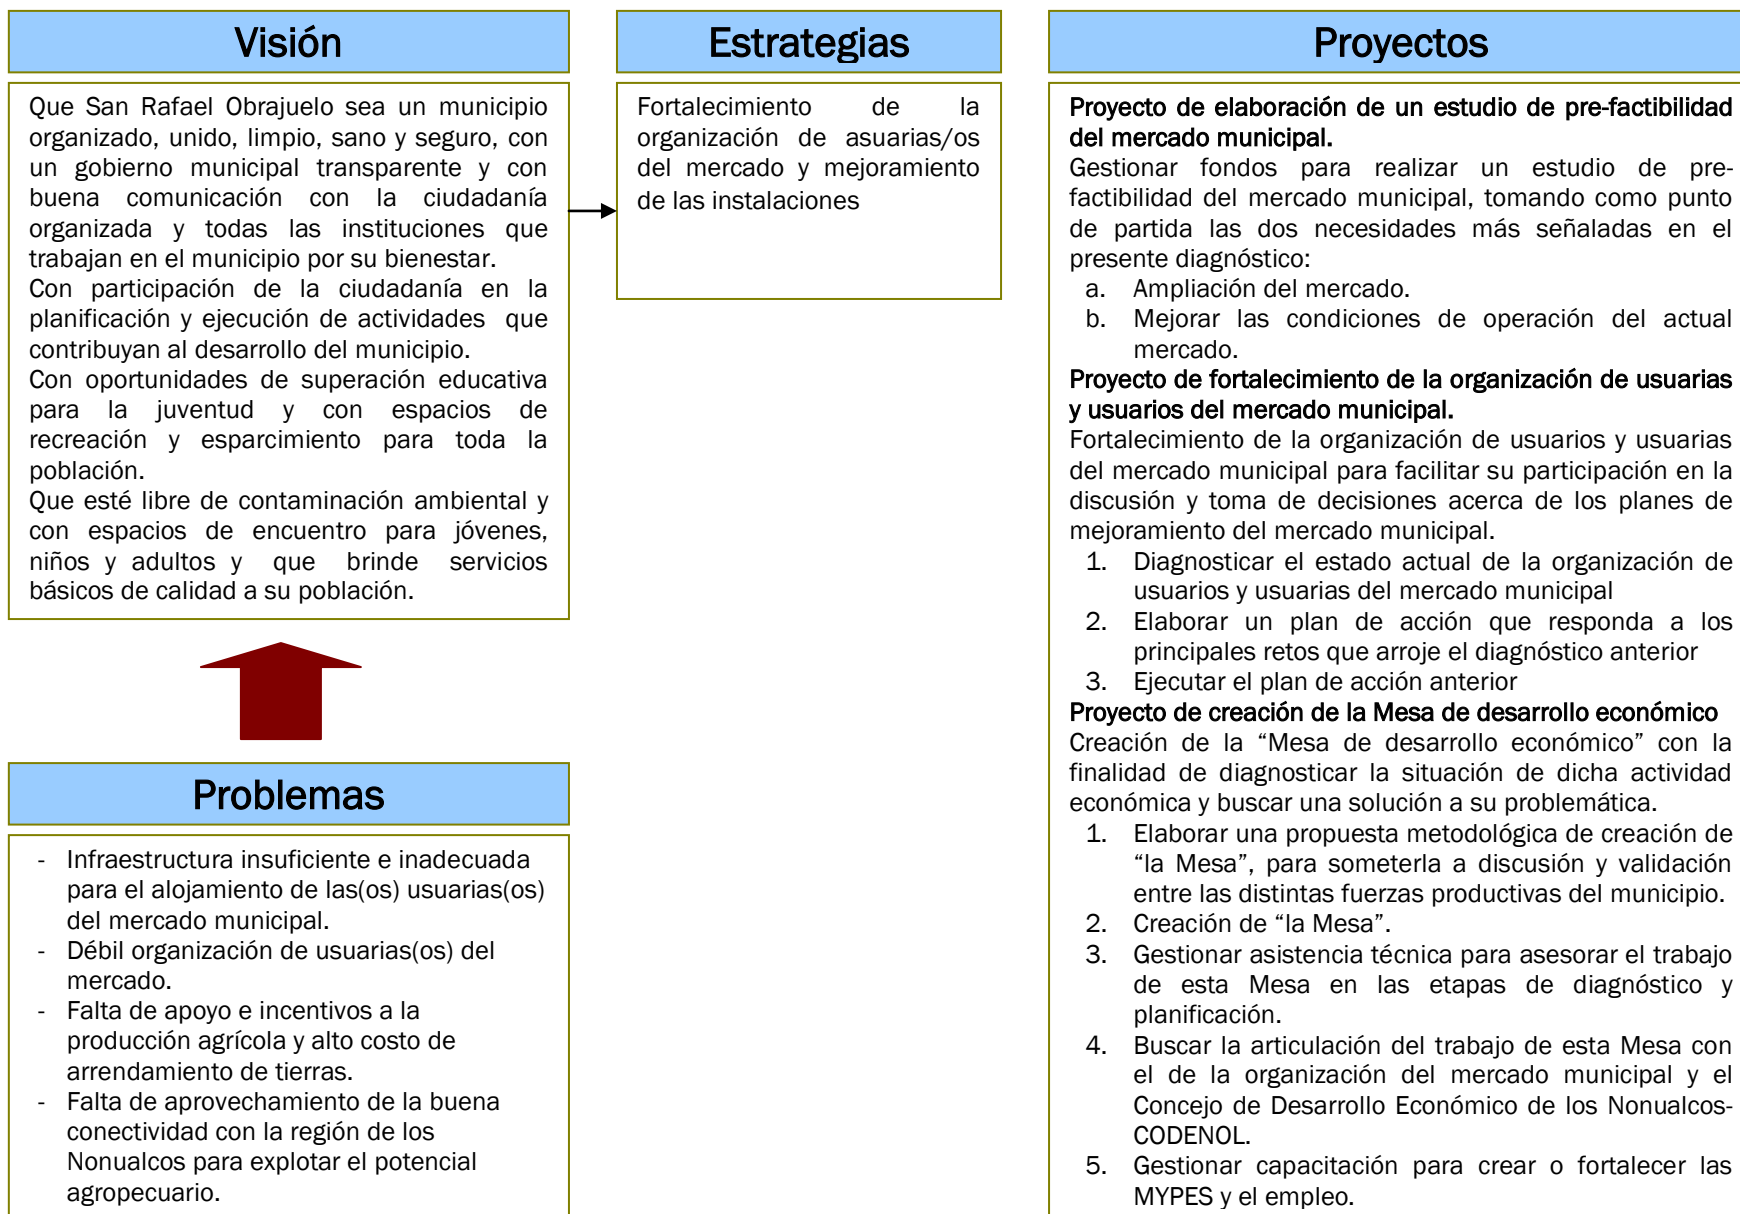 Visión
Que San Rafael Obrajuelo sea un municipio
organizado, unido, limpio, sano y seguro, con
un gobierno municipal transparente y con
buena comunicación con la ciudadanía
organizada y todas las instituciones que
trabajan en el municipio por su bienestar.
Con participación de la ciudadanía en la
planificación y ejecución de actividades que
contribuyan al desarrollo del municipio.
Con oportunidades de superación educativa
para la juventud y con espacios de
recreación y esparcimiento para toda la
población.
Que esté libre de contaminación ambiental y
con espacios de encuentro para jóvenes,
niños y adultos y que brinde servicios
básicos de calidad a su población.
Problemas
- Infraestructura insuficiente e inadecuada
para el alojamiento de las(os) usuarias(os)
del mercado municipal.
- Débil organización de usuarias(os) del
mercado.
- Falta de apoyo e incentivos a la
producción agrícola y alto costo de
arrendamiento de tierras.
- Falta de aprovechamiento de la buena
conectividad con la región de los
Nonualcos para explotar el potencial
agropecuario.
Estrategias
Fortalecimiento de la
organización de asuarias/os
del mercado y mejoramiento
de las instalaciones
Proyectos
Proyecto de elaboración de un estudio de pre-factibilidad
del mercado municipal.
Gestionar fondos para realizar un estudio de pre-
factibilidad del mercado municipal, tomando como punto
de partida las dos necesidades más señaladas en el
presente diagnóstico:
a. Ampliación del mercado.
b. Mejorar las condiciones de operación del actual
mercado.
Proyecto de fortalecimiento de la organización de usuarias
y usuarios del mercado municipal.
Fortalecimiento de la organización de usuarios y usuarias
del mercado municipal para facilitar su participación en la
discusión y toma de decisiones acerca de los planes de
mejoramiento del mercado municipal.
1. Diagnosticar el estado actual de la organización de
usuarios y usuarias del mercado municipal
2. Elaborar un plan de acción que responda a los
principales retos que arroje el diagnóstico anterior
3. Ejecutar el plan de acción anterior
Proyecto de creación de la Mesa de desarrollo económico
Creación de la “Mesa de desarrollo económico” con la
finalidad de diagnosticar la situación de dicha actividad
económica y buscar una solución a su problemática.
1. Elaborar una propuesta metodológica de creación de
“la Mesa”, para someterla a discusión y validación
entre las distintas fuerzas productivas del municipio.
2. Creación de “la Mesa”.
3. Gestionar asistencia técnica para asesorar el trabajo
de esta Mesa en las etapas de diagnóstico y
planificación.
4. Buscar la articulación del trabajo de esta Mesa con
el de la organización del mercado municipal y el
Concejo de Desarrollo Económico de los Nonualcos-
CODENOL.
5. Gestionar capacitación para crear o fortalecer las
MYPES y el empleo.